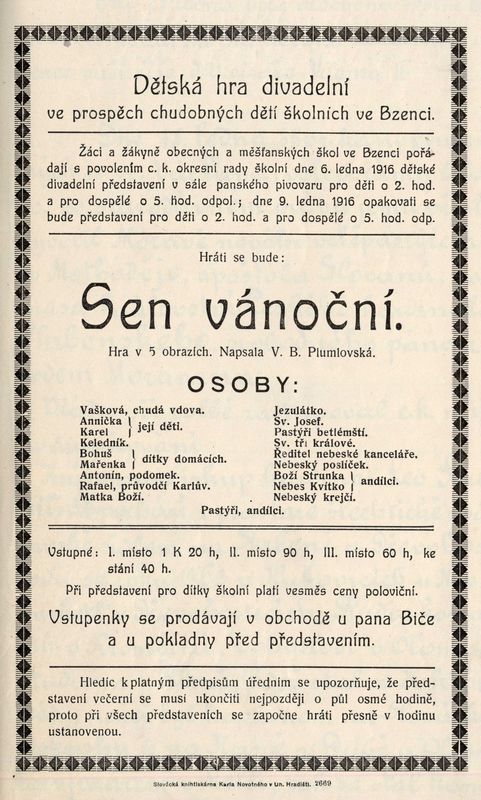 Dětská hra divadelní
ve prospěch chudobných dětí školních ve Bzenci.
Žáci a žákyně obecných a měšťanských škol ve Bzenci pořá-
dají s povolením c. k. okresní rady školní dne 6. ledna 1916 dětské
divadelní představení v sále panského pivovaru pro děti o 2. hod.
a pro dospělé o 5. hod. odpol.; dne 9. ledna 1916 opakovati se
bude představení pro děti o 2. hod. a pro dospělé o 5. hod. odp.
Hráti se bude:
Sen vánoční.
Hra v 5 obrazích. Napsala V. B. Plumlovská.
OSOBY:
Vašková, chudá vdova.
Annička } její děti.
Karel
Keledník.
Bohuš } dítky domácích.
Mařenka
Antonín, podomek.
Rafael, průvodčí Karlův.
Matka Boží.
Jezulátko.
Sv. Josef.
Pastýři betlémští.
Sv. tři králové.
Ředitel nebeské kanceláře.
Nebeský poslíček.
Boží Strunka } andílci.
Nebes Kvítko
Nebeský krejčí.
Pastýři, andílci.
Vstupné: I. místo 1 K 20 h, II. místo 90 h, III. místo 60 h, ke
stání 40 h.
Při představení pro dítky školní platí vesměs ceny poloviční.
Vstupenky se prodávají v obchodě u pana Biče
a u pokladny před představením.
Hledíc k platným předpisům úředním se upozorňuje, že před-
stavení večerní se musí ukončiti nejpozději o půl osmé hodině,
proto při všech představeních se započne hráti přesně v hodinu
ustanovenou.
Slovácká knihtiskárna Karla Novotného v Uh. Hradišti. 2669